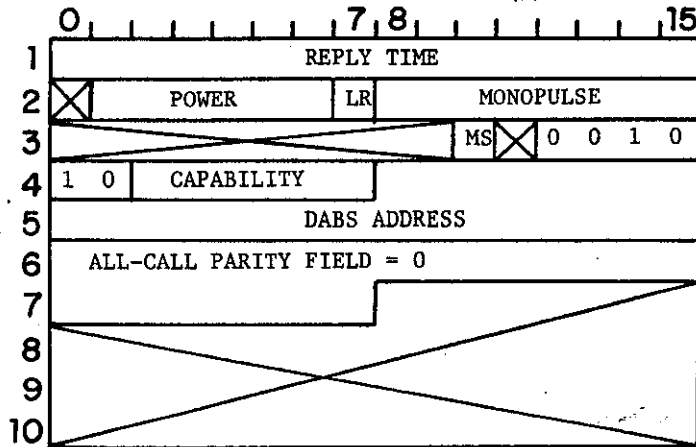 0 7 8 15
1 REPLY TIME
2 POWER LR MONOPULSE
3 MS 0 0 1 0
4 1 0 CAPABILITY
5 DABS ADDRESS
6 ALL-CALL PARITY FIELD = 0
7
8
9
10